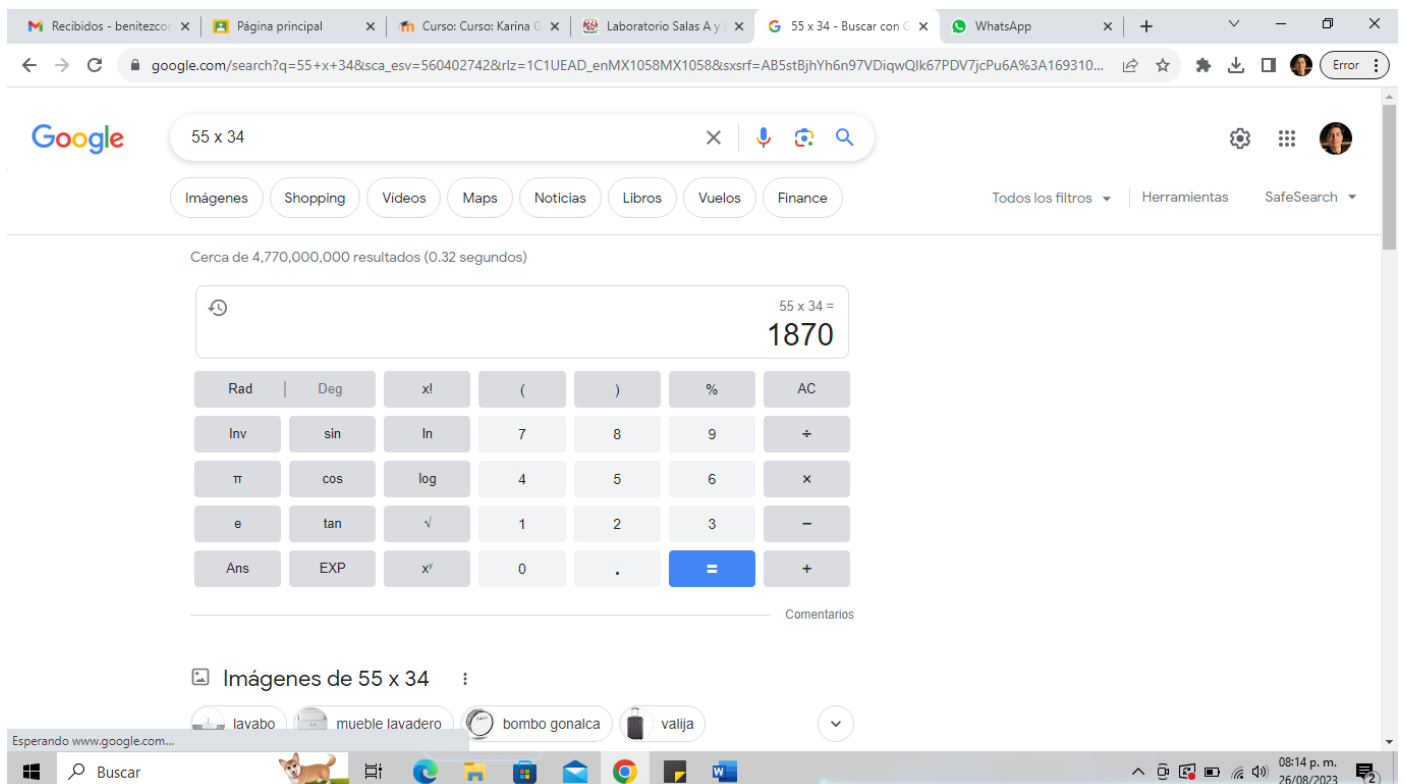 Recibidos - benitezcor
Página principal
Curso: Curso: Karina G
Laboratorio Salas A y
55 x 34 - Buscar con G
WhatsApp
google.com/search?q=55+x+34&sca_esv=560402742&rlz=1C1UEAD_enMX1058MX1058&sxsrf=AB5stBjhYh6n97VDiqwQIk67PDV7jcPu6A%3A169310...
Error
Google
55 x 34
Imágenes Shopping Vídeos Maps Noticias Libros Vuelos Finance
Todos los filtros Herramientas SafeSearch
Cerca de 4,770,000,000 resultados (0.32 segundos)
55 x 34 =
1870
Rad | Deg x! ( ) % AC
Inv sin ln 7 8 9 ÷
π cos log 4 5 6 ×
e tan √ 1 2 3 −
Ans EXP xʸ 0 . = +
Comentarios
Imágenes de 55 x 34
lavabo mueble lavadero bombo gonalca valija
Esperando www.google.com...
Buscar
08:14 p. m.
26/08/2023
2